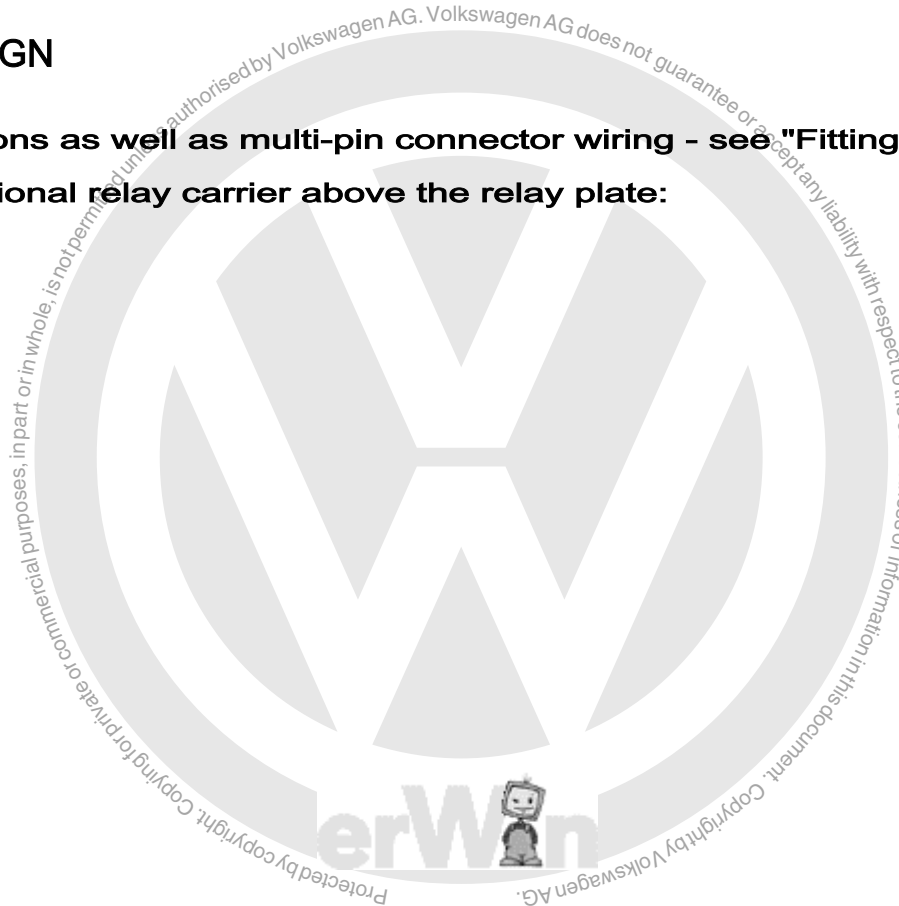 GN
ons as well as multi-pin connector wiring - see "Fitting
ional relay carrier above the relay plate:
Protected by copyright. Copying for private or commercial purposes, in part or in whole, is not permitted unless authorised by Volkswagen AG. Volkswagen AG does not guarantee or accept any liability with respect to the of information in this document. Copyright by Volkswagen AG.
erWin